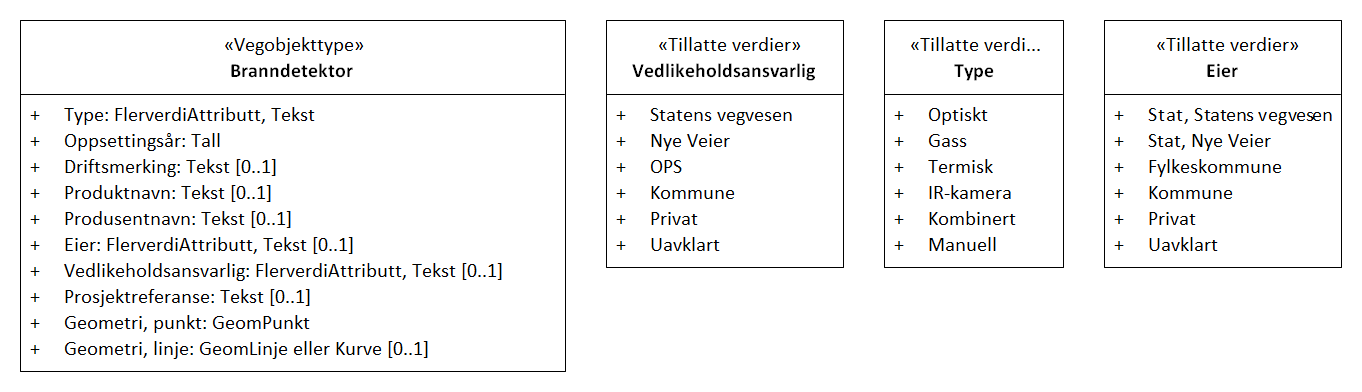 «Vegobjekttype»
Branndetektor
+ Type: FlerverdiAttributt, Tekst
+ Oppsettingsår: Tall
+ Driftsmerking: Tekst [0..1]
+ Produktnavn: Tekst [0..1]
+ Produsentnavn: Tekst [0..1]
+ Eier: FlerverdiAttributt, Tekst [0..1]
+ Vedlikeholdsansvarlig: FlerverdiAttributt, Tekst [0..1]
+ Prosjektreferanse: Tekst [0..1]
+ Geometri, punkt: GeomPunkt
+ Geometri, linje: GeomLinje eller Kurve [0..1]
«Tillatte verdier»
Vedlikeholdsansvarlig
+ Statens vegvesen
+ Nye Veier
+ OPS
+ Kommune
+ Privat
+ Uavklart
«Tillatte verdi...
Type
+ Optiskt
+ Gass
+ Termisk
+ IR-kamera
+ Kombinert
+ Manuell
«Tillatte verdier»
Eier
+ Stat, Statens vegvesen
+ Stat, Nye Veier
+ Fylkeskommune
+ Kommune
+ Privat
+ Uavklart